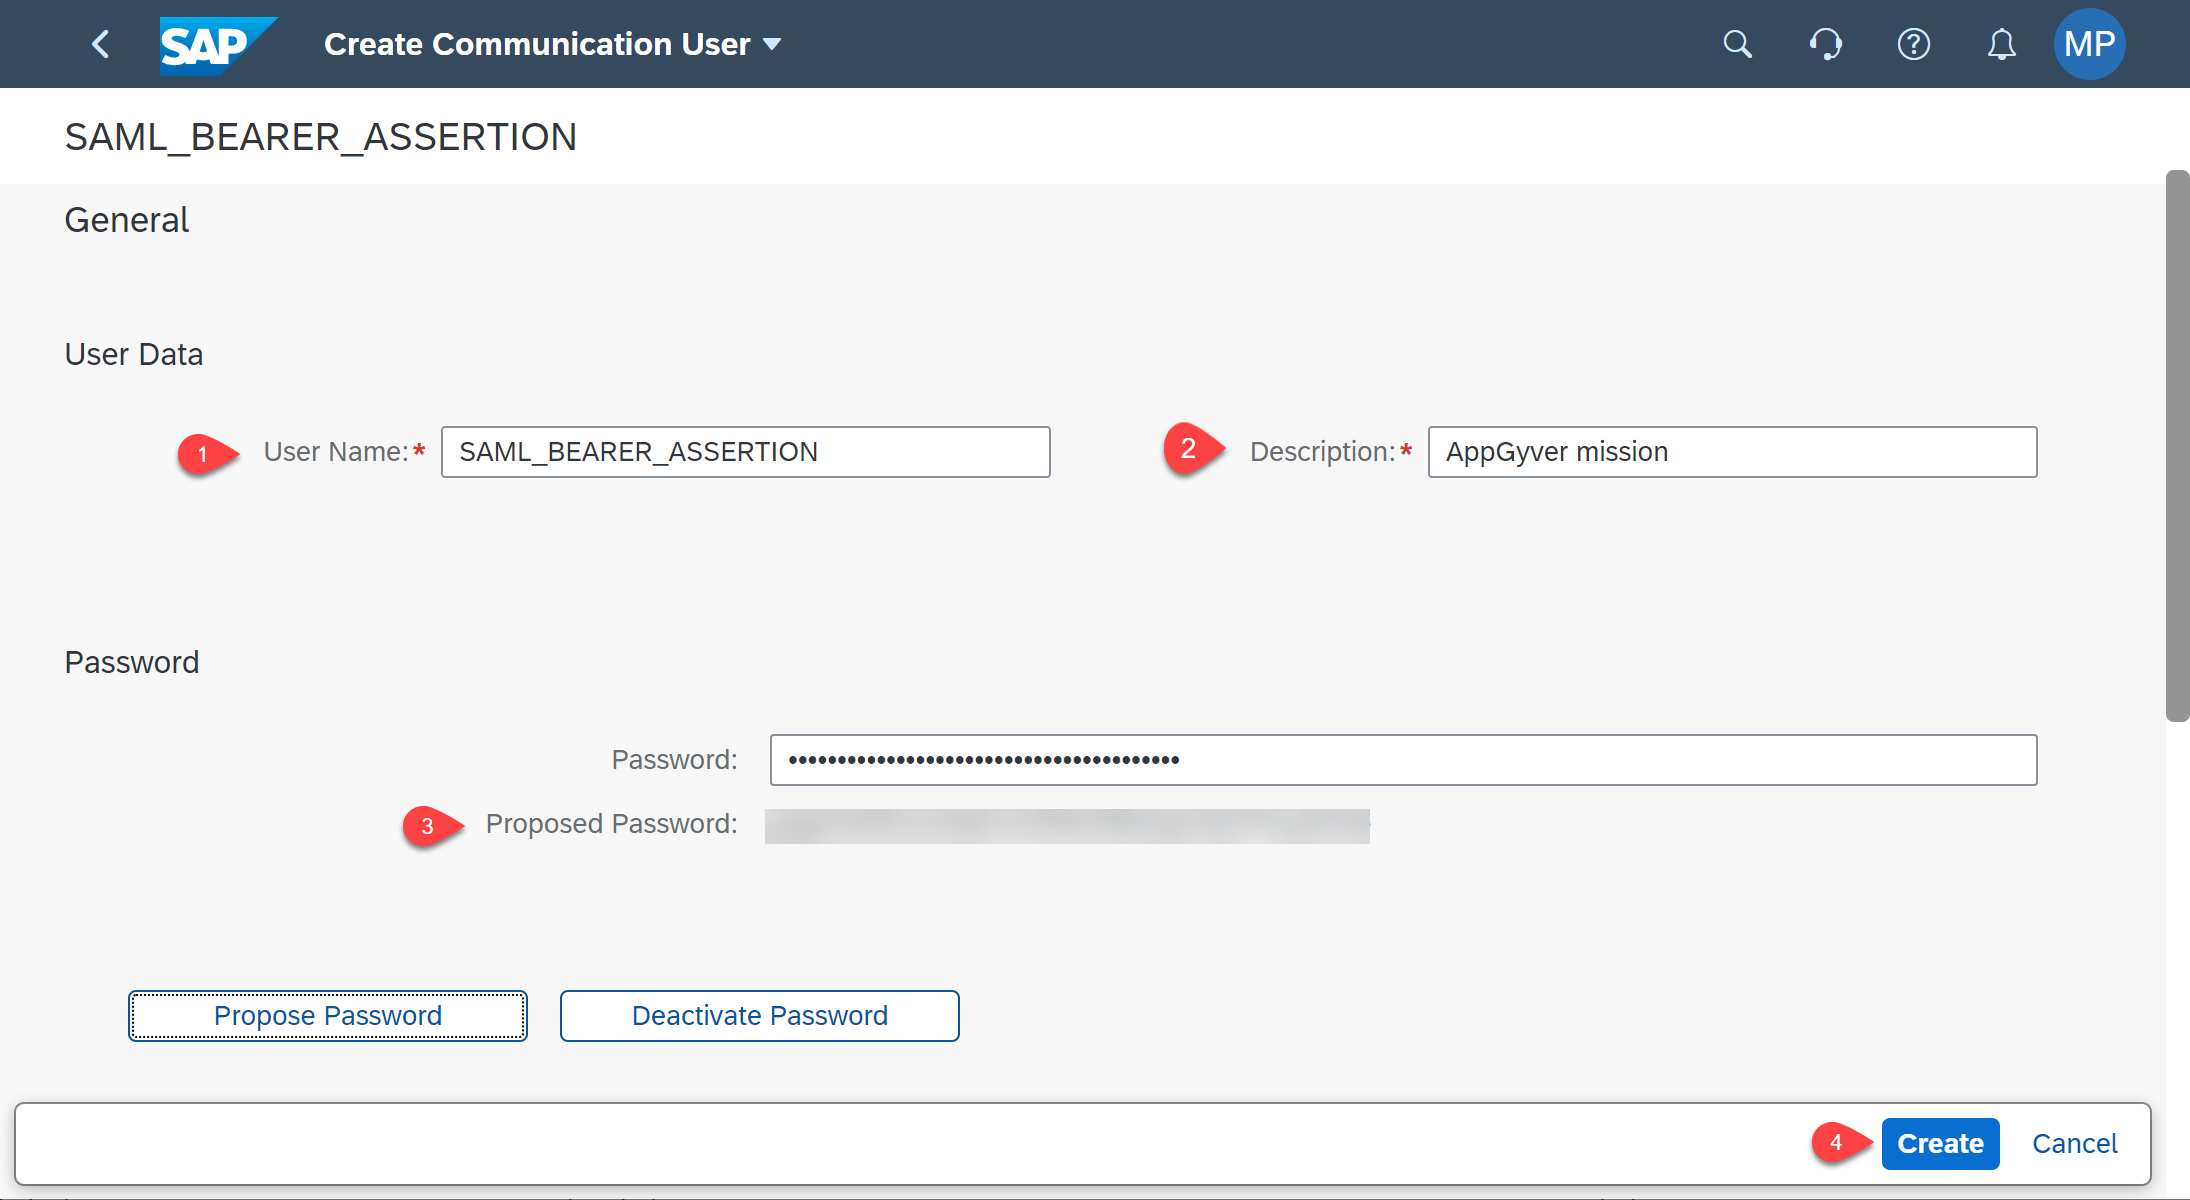 SAP Create Communication User MP
SAML_BEARER_ASSERTION
General
User Data
1 User Name:* SAML_BEARER_ASSERTION 2 Description:* AppGyver mission
Password
Password: ••••••••••••••••••••••••••••••••••••••••
3 Proposed Password:
Propose Password Deactivate Password
4 Create Cancel